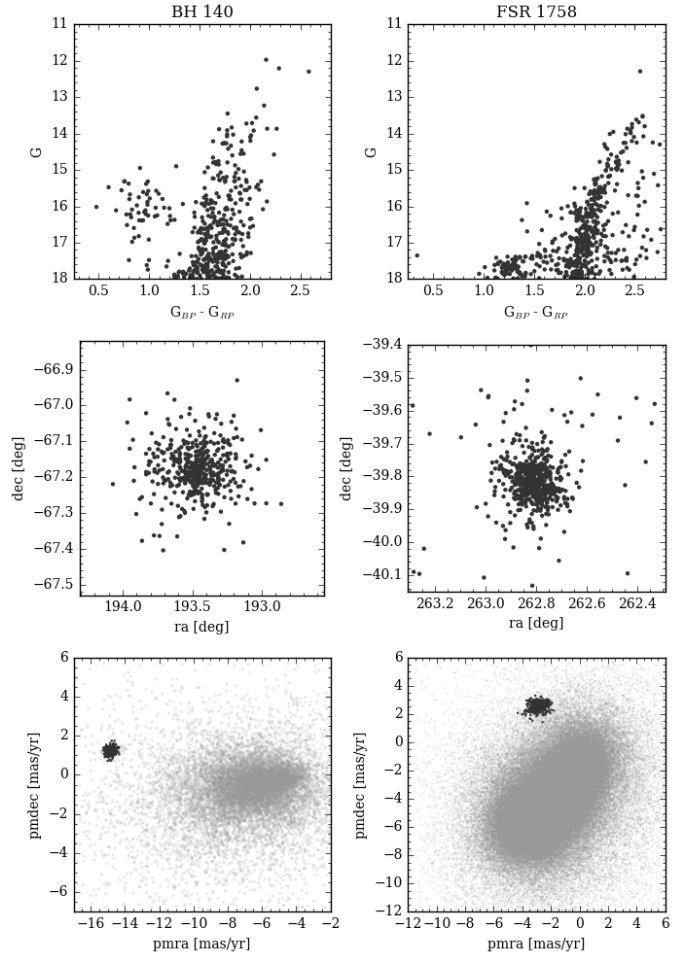 BH 140
FSR 1758
11
12
13
14
15
16
17
18
G
0.5 1.0 1.5 2.0 2.5
G_BP - G_RP
11
12
13
14
15
16
17
18
G
0.5 1.0 1.5 2.0 2.5
G_BP - G_RP
−66.9
−67.0
−67.1
−67.2
−67.3
−67.4
−67.5
dec [deg]
194.0 193.5 193.0
ra [deg]
−39.4
−39.5
−39.6
−39.7
−39.8
−39.9
−40.0
−40.1
dec [deg]
263.2 263.0 262.8 262.6 262.4
ra [deg]
6
4
2
0
−2
−4
−6
pmdec [mas/yr]
−16 −14 −12 −10 −8 −6 −4 −2
pmra [mas/yr]
6
4
2
0
−2
−4
−6
−8
−10
−12
pmdec [mas/yr]
−12 −10 −8 −6 −4 −2 0 2 4 6
pmra [mas/yr]